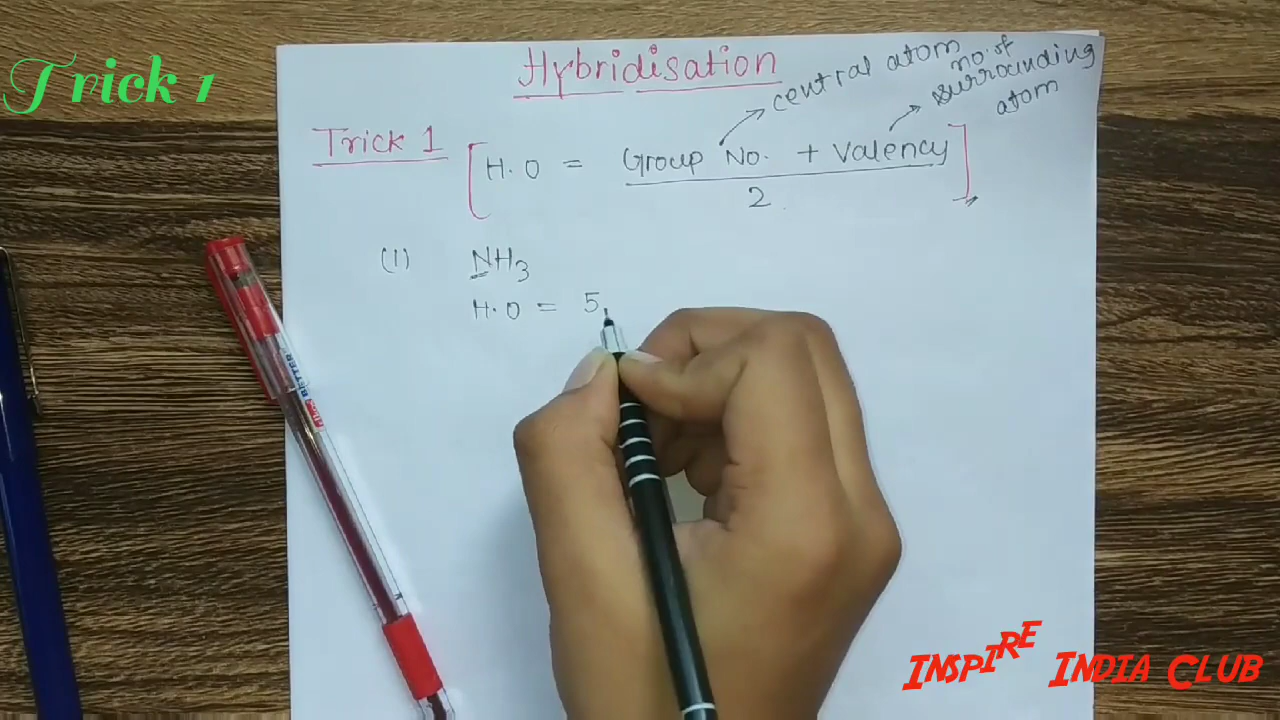 Trick 1
Hybridisation
central atom
no. of
surrounding
atom
Trick 1 [H.O = Group No. + Valency]
2
(1) NH3
H.O = 5
BETTER
INSPIRE INDIA CLUB